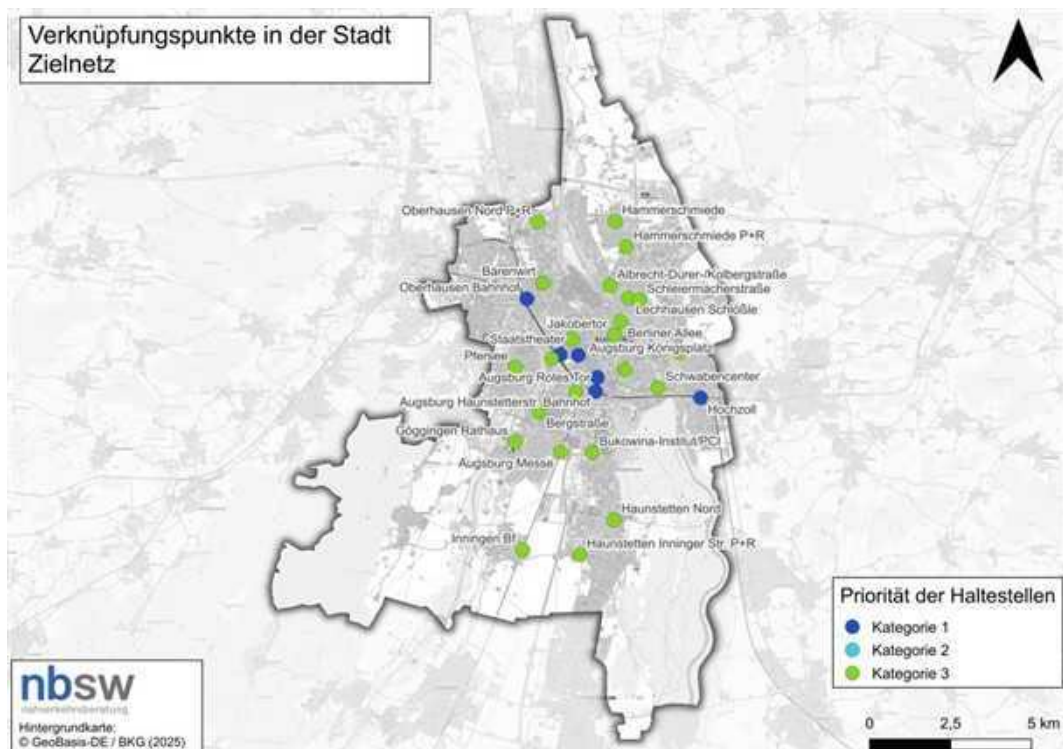 Verknüpfungspunkte in der Stadt
Zielnetz
Oberhausen Nord P+R
Hammerschmiede
Hammerschmiede P+R
Bärenwirt
Albrecht-Dürer-/Kolbergstraße
Oberhausen Bahnhof
Schleiermacherstraße
Lechhausen Schlößle
Jakobertor
Berliner Allee
Staatstheater
Augsburg Königsplatz
Pfersee
Augsburg Rotes Tor
Schwabencenter
Augsburg Haunstetterstr. Bahnhof
Hochzoll
Bergstraße
Göggingen Rathaus
Bukowina-Institut/PCI
Augsburg Messe
Haunstetten Nord
Inningen Bf
Haunstetten Inninger Str. P+R
Priorität der Haltestellen
Kategorie 1
Kategorie 2
Kategorie 3
nbsw
nahverkehrsberatung
Hintergrundkarte:
© GeoBasis-DE / BKG (2025)
0 2,5 5 km